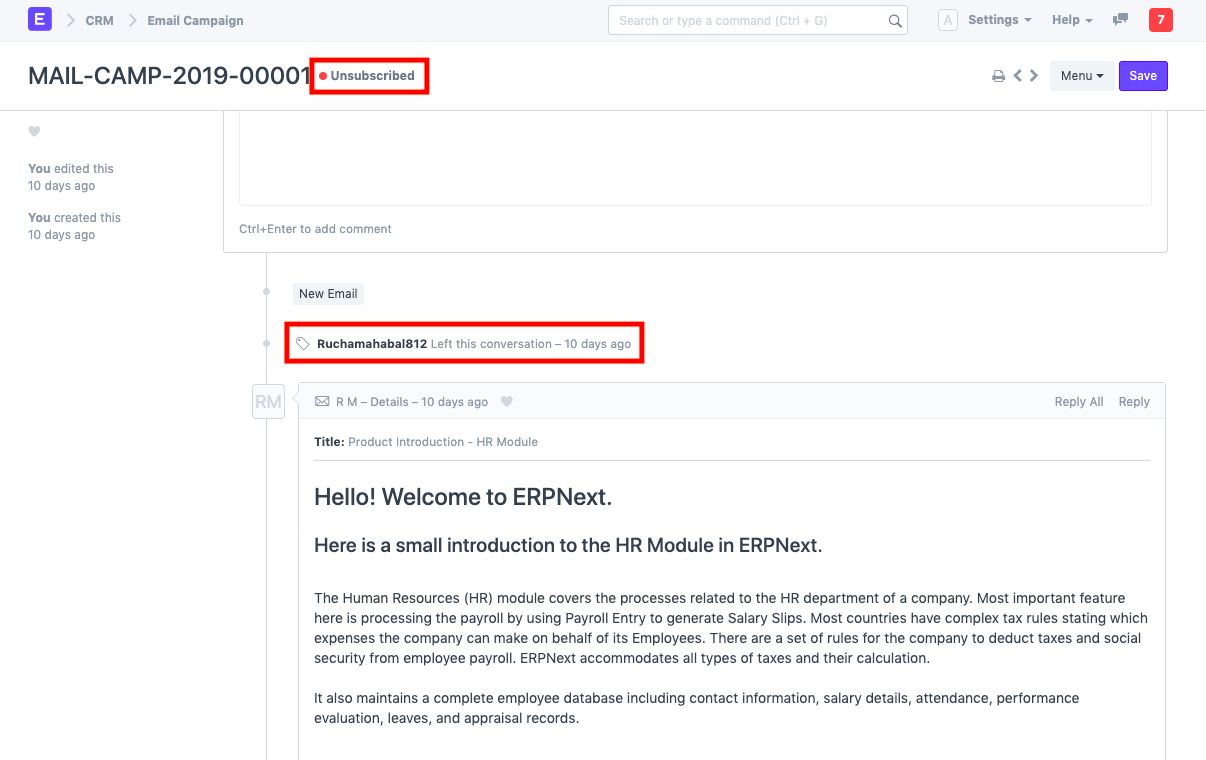 E CRM Email Campaign Search or type a command (Ctrl + G) A Settings Help 7
MAIL-CAMP-2019-00001 Unsubscribed Menu Save
You edited this
10 days ago
You created this
10 days ago
Ctrl+Enter to add comment
New Email
Ruchamahabal812 Left this conversation – 10 days ago
RM R M – Details – 10 days ago Reply All Reply
Title: Product Introduction - HR Module
Hello! Welcome to ERPNext.
Here is a small introduction to the HR Module in ERPNext.
The Human Resources (HR) module covers the processes related to the HR department of a company. Most important feature
here is processing the payroll by using Payroll Entry to generate Salary Slips. Most countries have complex tax rules stating which
expenses the company can make on behalf of its Employees. There are a set of rules for the company to deduct taxes and social
security from employee payroll. ERPNext accommodates all types of taxes and their calculation.
It also maintains a complete employee database including contact information, salary details, attendance, performance
evaluation, leaves, and appraisal records.